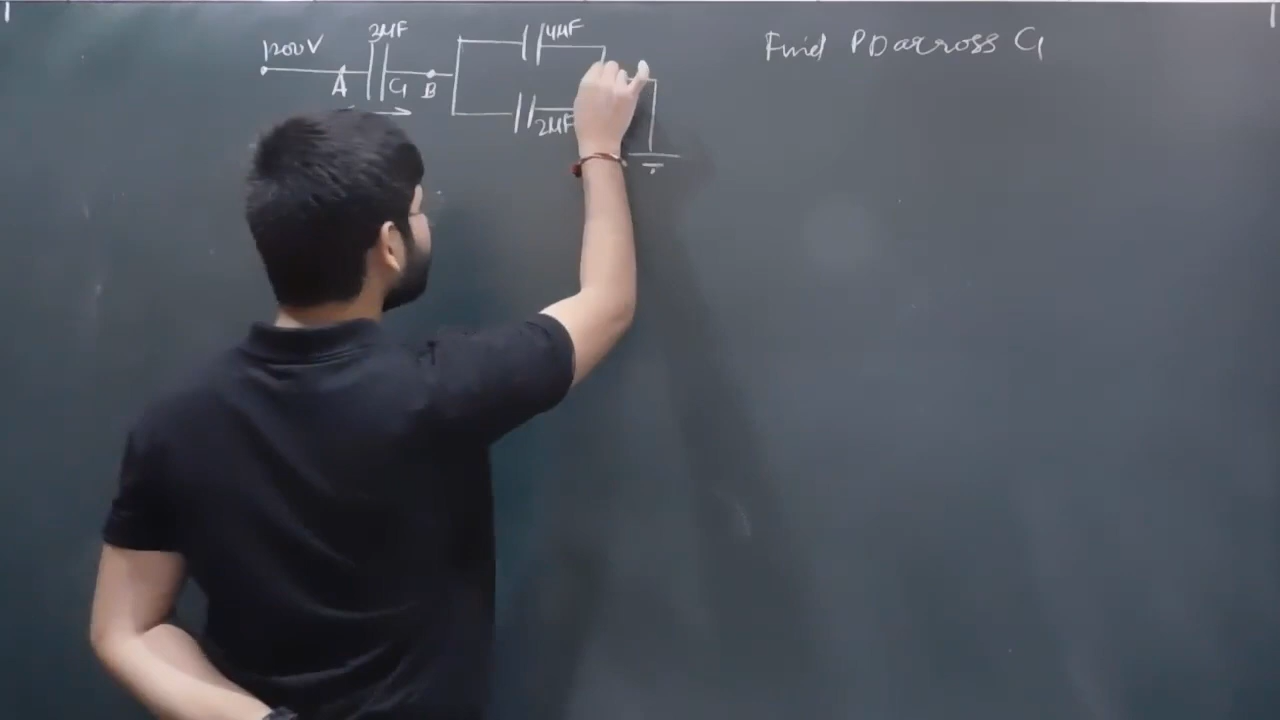 1200V
3μF
4μF
A
C1
B
2μF
Find PD across C1